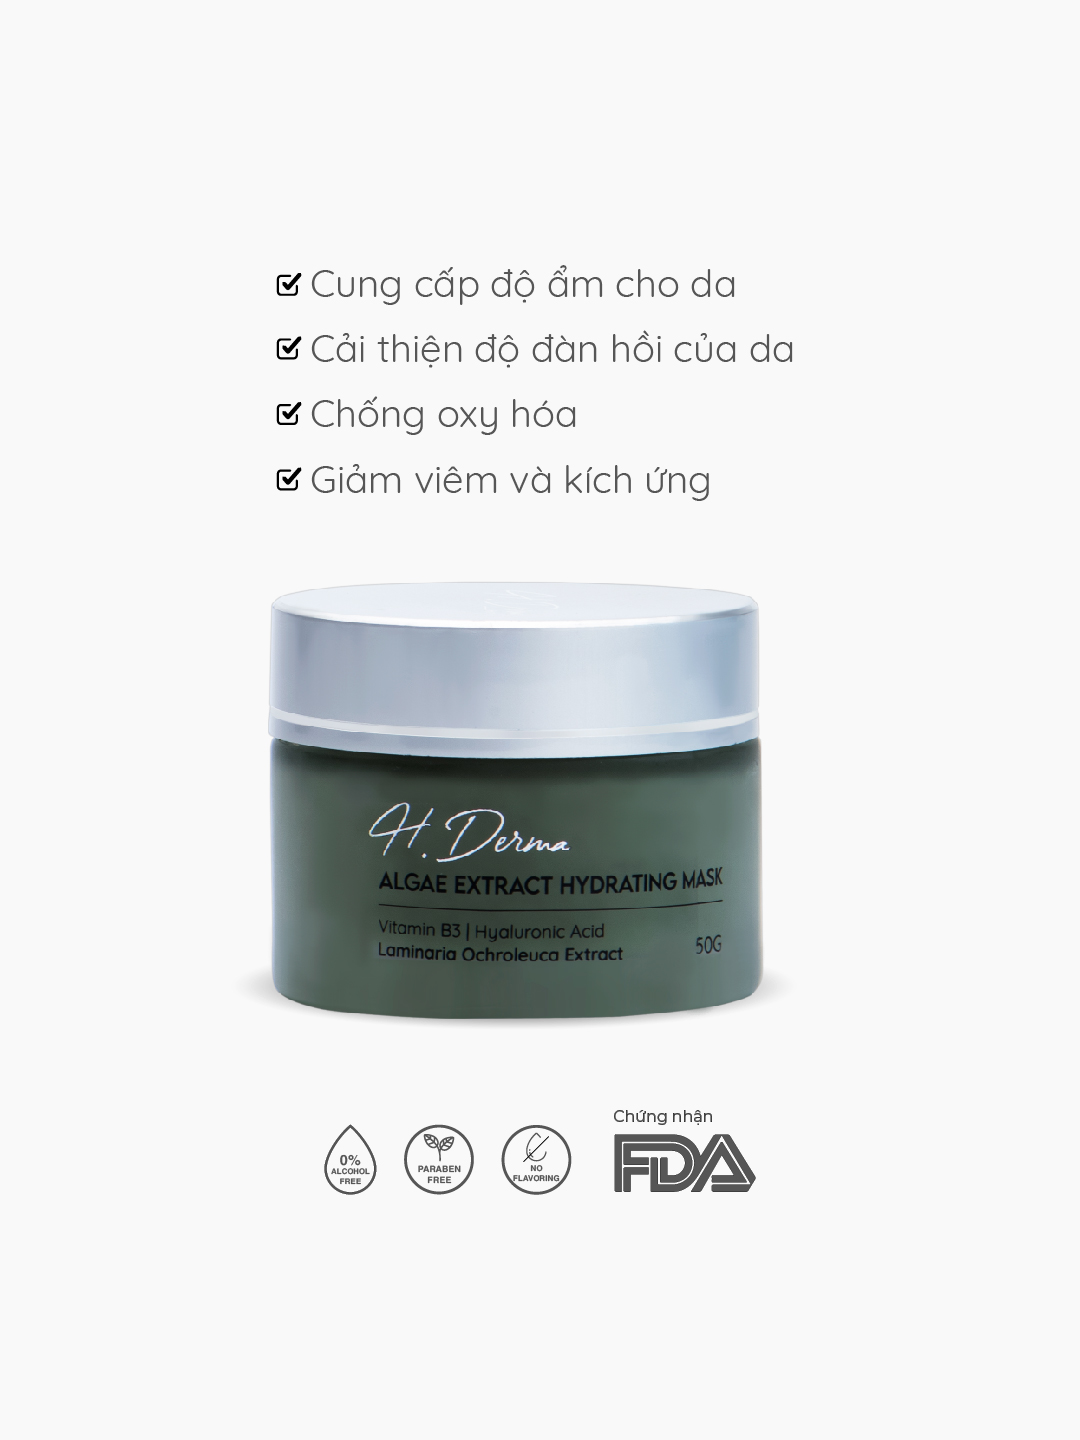 Cung cấp độ ẩm cho da
Cải thiện độ đàn hồi của da
Chống oxy hóa
Giảm viêm và kích ứng
H. Derma
ALGAE EXTRACT HYDRATING MASK
Vitamin B3 | Hyaluronic Acid
Laminaria Ochroleuca Extract 50G
0%
ALCOHOL
FREE
PARABEN
FREE
NO
FLAVORING
Chứng nhận
FDA